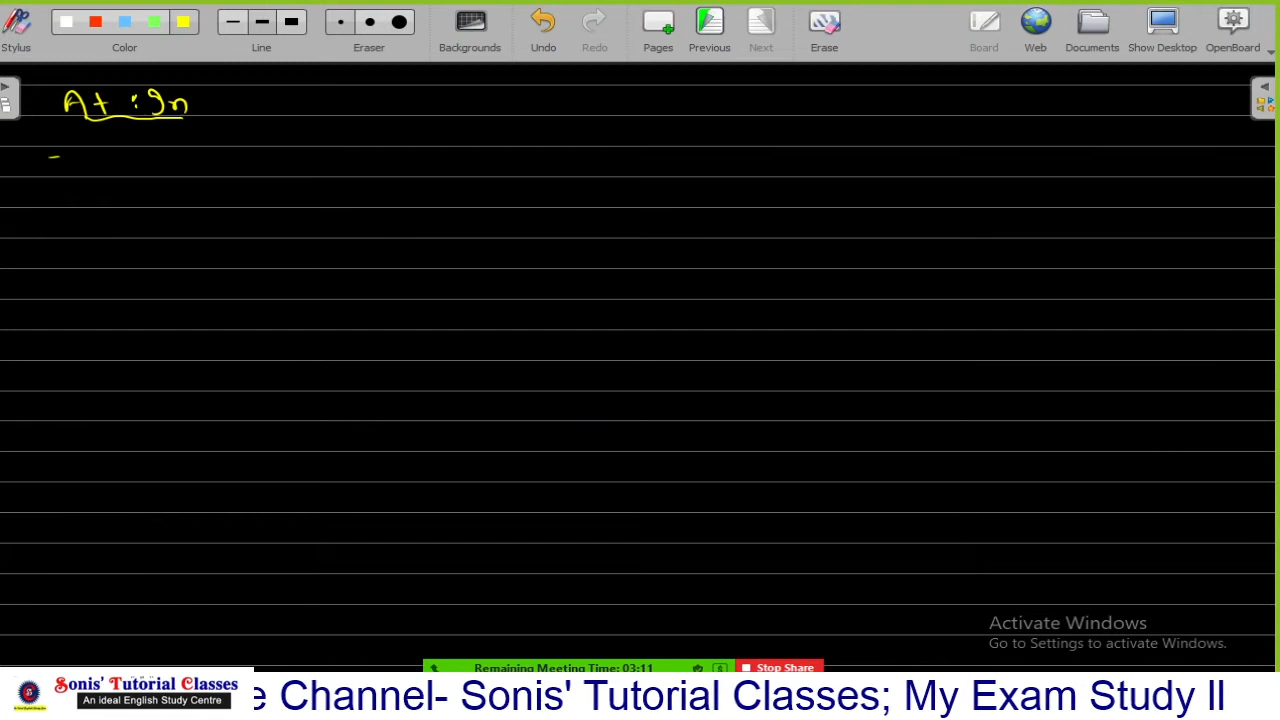 Stylus
Color
Line
Eraser
Backgrounds
Undo
Redo
Pages
Previous
Next
Erase
Board
Web
Documents
Show Desktop
OpenBoard
At : In
Activate Windows
Go to Settings to activate Windows.
Remaining Meeting Time: 03:11
Stop Share
Sonis' Tutorial Classes
An ideal English Study Centre
e Channel- Sonis' Tutorial Classes; My Exam Study ll